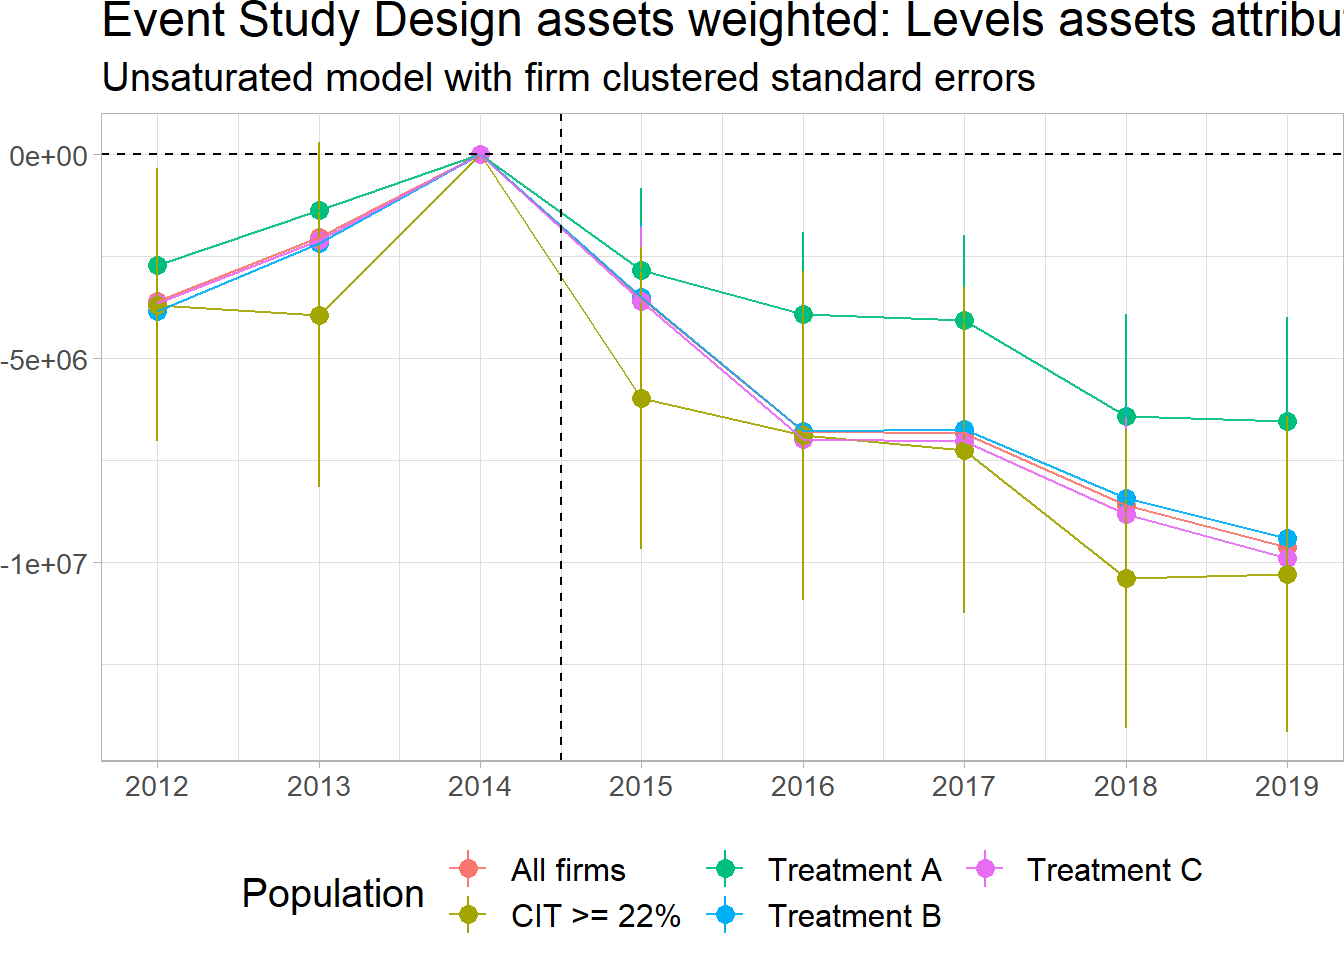 Event Study Design assets weighted: Levels assets attribu
Unsaturated model with firm clustered standard errors
0e+00
-5e+06
-1e+07
2012 2013 2014 2015 2016 2017 2018 2019
Population
All firms Treatment A Treatment C
CIT >= 22% Treatment B